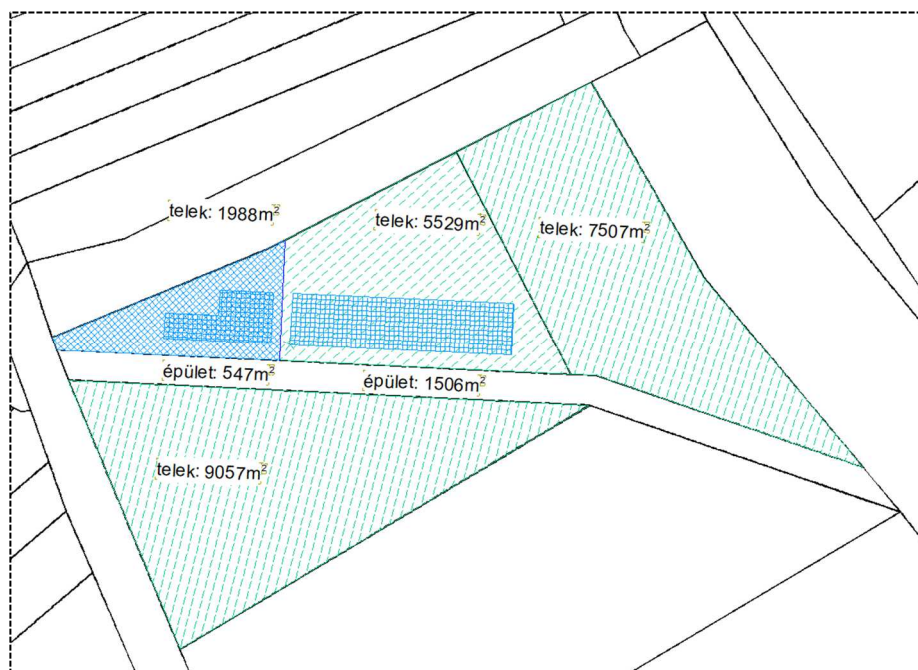 telek: 1988m²
telek: 5529m²
telek: 7507m²
épület: 547m²
épület: 1506m²
telek: 9057m²